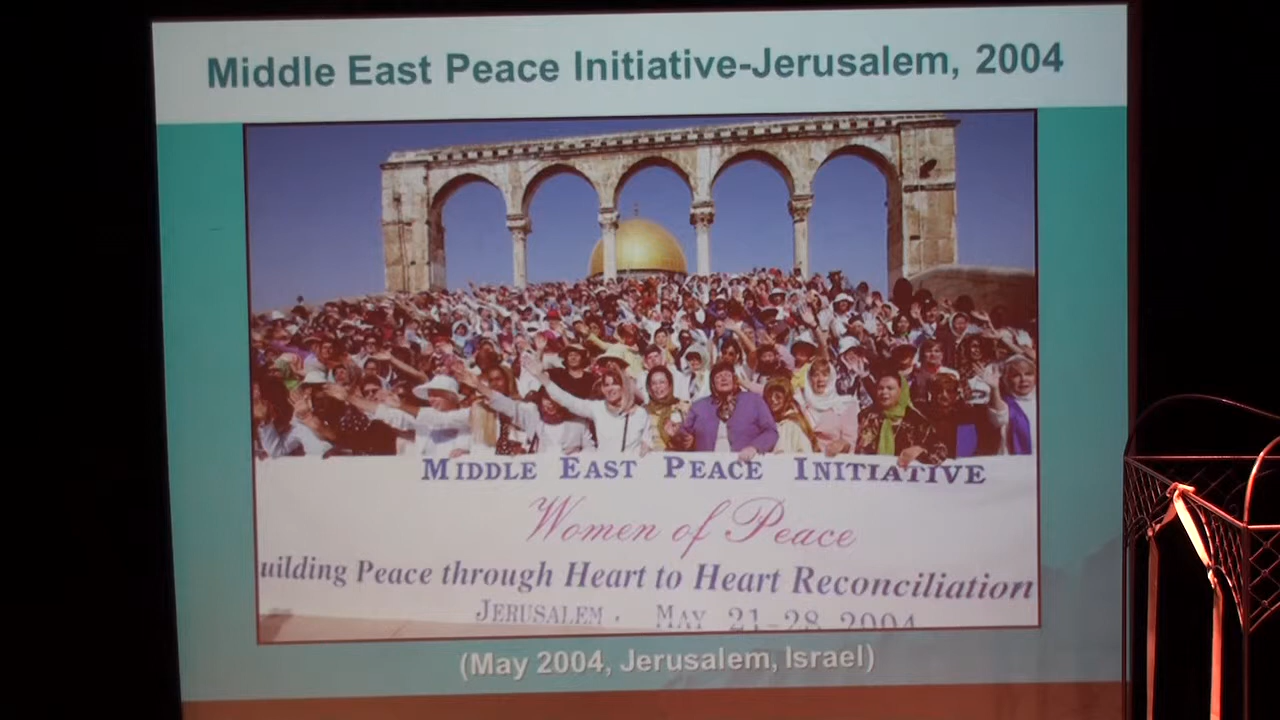 Middle East Peace Initiative-Jerusalem, 2004
MIDDLE EAST PEACE INITIATIVE
Women of Peace
uilding Peace through Heart to Heart Reconciliation
JERUSALEM . MAY 21-28 2004
(May 2004, Jerusalem, Israel)